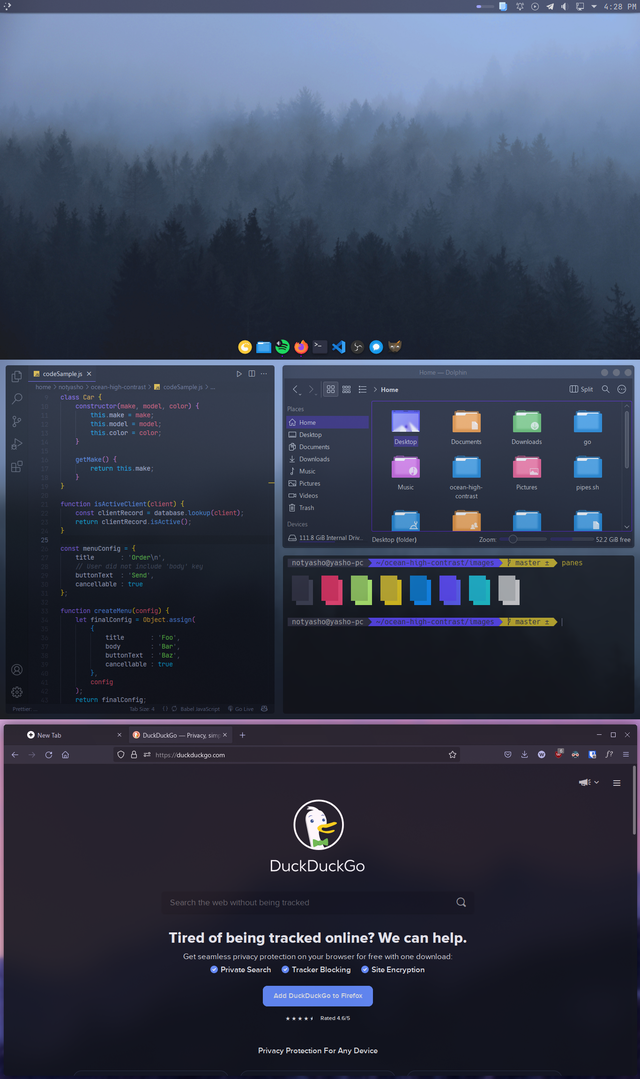 4:28 PM
codeSample.js
home > notyasho > ocean-high-contrast > codeSample.js > ...
class Car {
constructor(make, model, color) {
this.make = make;
this.model = model;
this.color = color;
}
getMake() {
return this.make;
}
}
function isActiveClient(client) {
const clientRecord = database.lookup(client);
return clientRecord.isActive();
}
25
const menuConfig = {
title : 'Order\n',
// User did not include 'body' key
buttonText : 'Send',
cancellable : true
};
function createMenu(config) {
let finalConfig = Object.assign(
{
title : 'Foo',
body : 'Bar',
buttonText : 'Baz',
cancellable : true
},
config
);
return finalConfig;
Prettier:
Tab Size: 4 {} Babel JavaScript Go Live
Home — Dolphin
> Home
Split
Places
Home
Desktop
Documents
Downloads
Music
Pictures
Videos
Trash
Devices
111.8 GiB Internal Driv...
Desktop
Documents
Downloads
go
Music
ocean-high-contrast
Pictures
pipes.sh
Desktop (folder)
Zoom:
52.2 GiB free
notyasho@yasho-pc ~/ocean-high-contrast/images master ± panes
notyasho@yasho-pc ~/ocean-high-contrast/images master ±
New Tab
DuckDuckGo — Privacy, sim
https://duckduckgo.com
DuckDuckGo
Search the web without being tracked
Tired of being tracked online? We can help.
Get seamless privacy protection on your browser for free with one download:
Private Search Tracker Blocking Site Encryption
Add DuckDuckGo to Firefox
Rated 4.6/5
Privacy Protection For Any Device